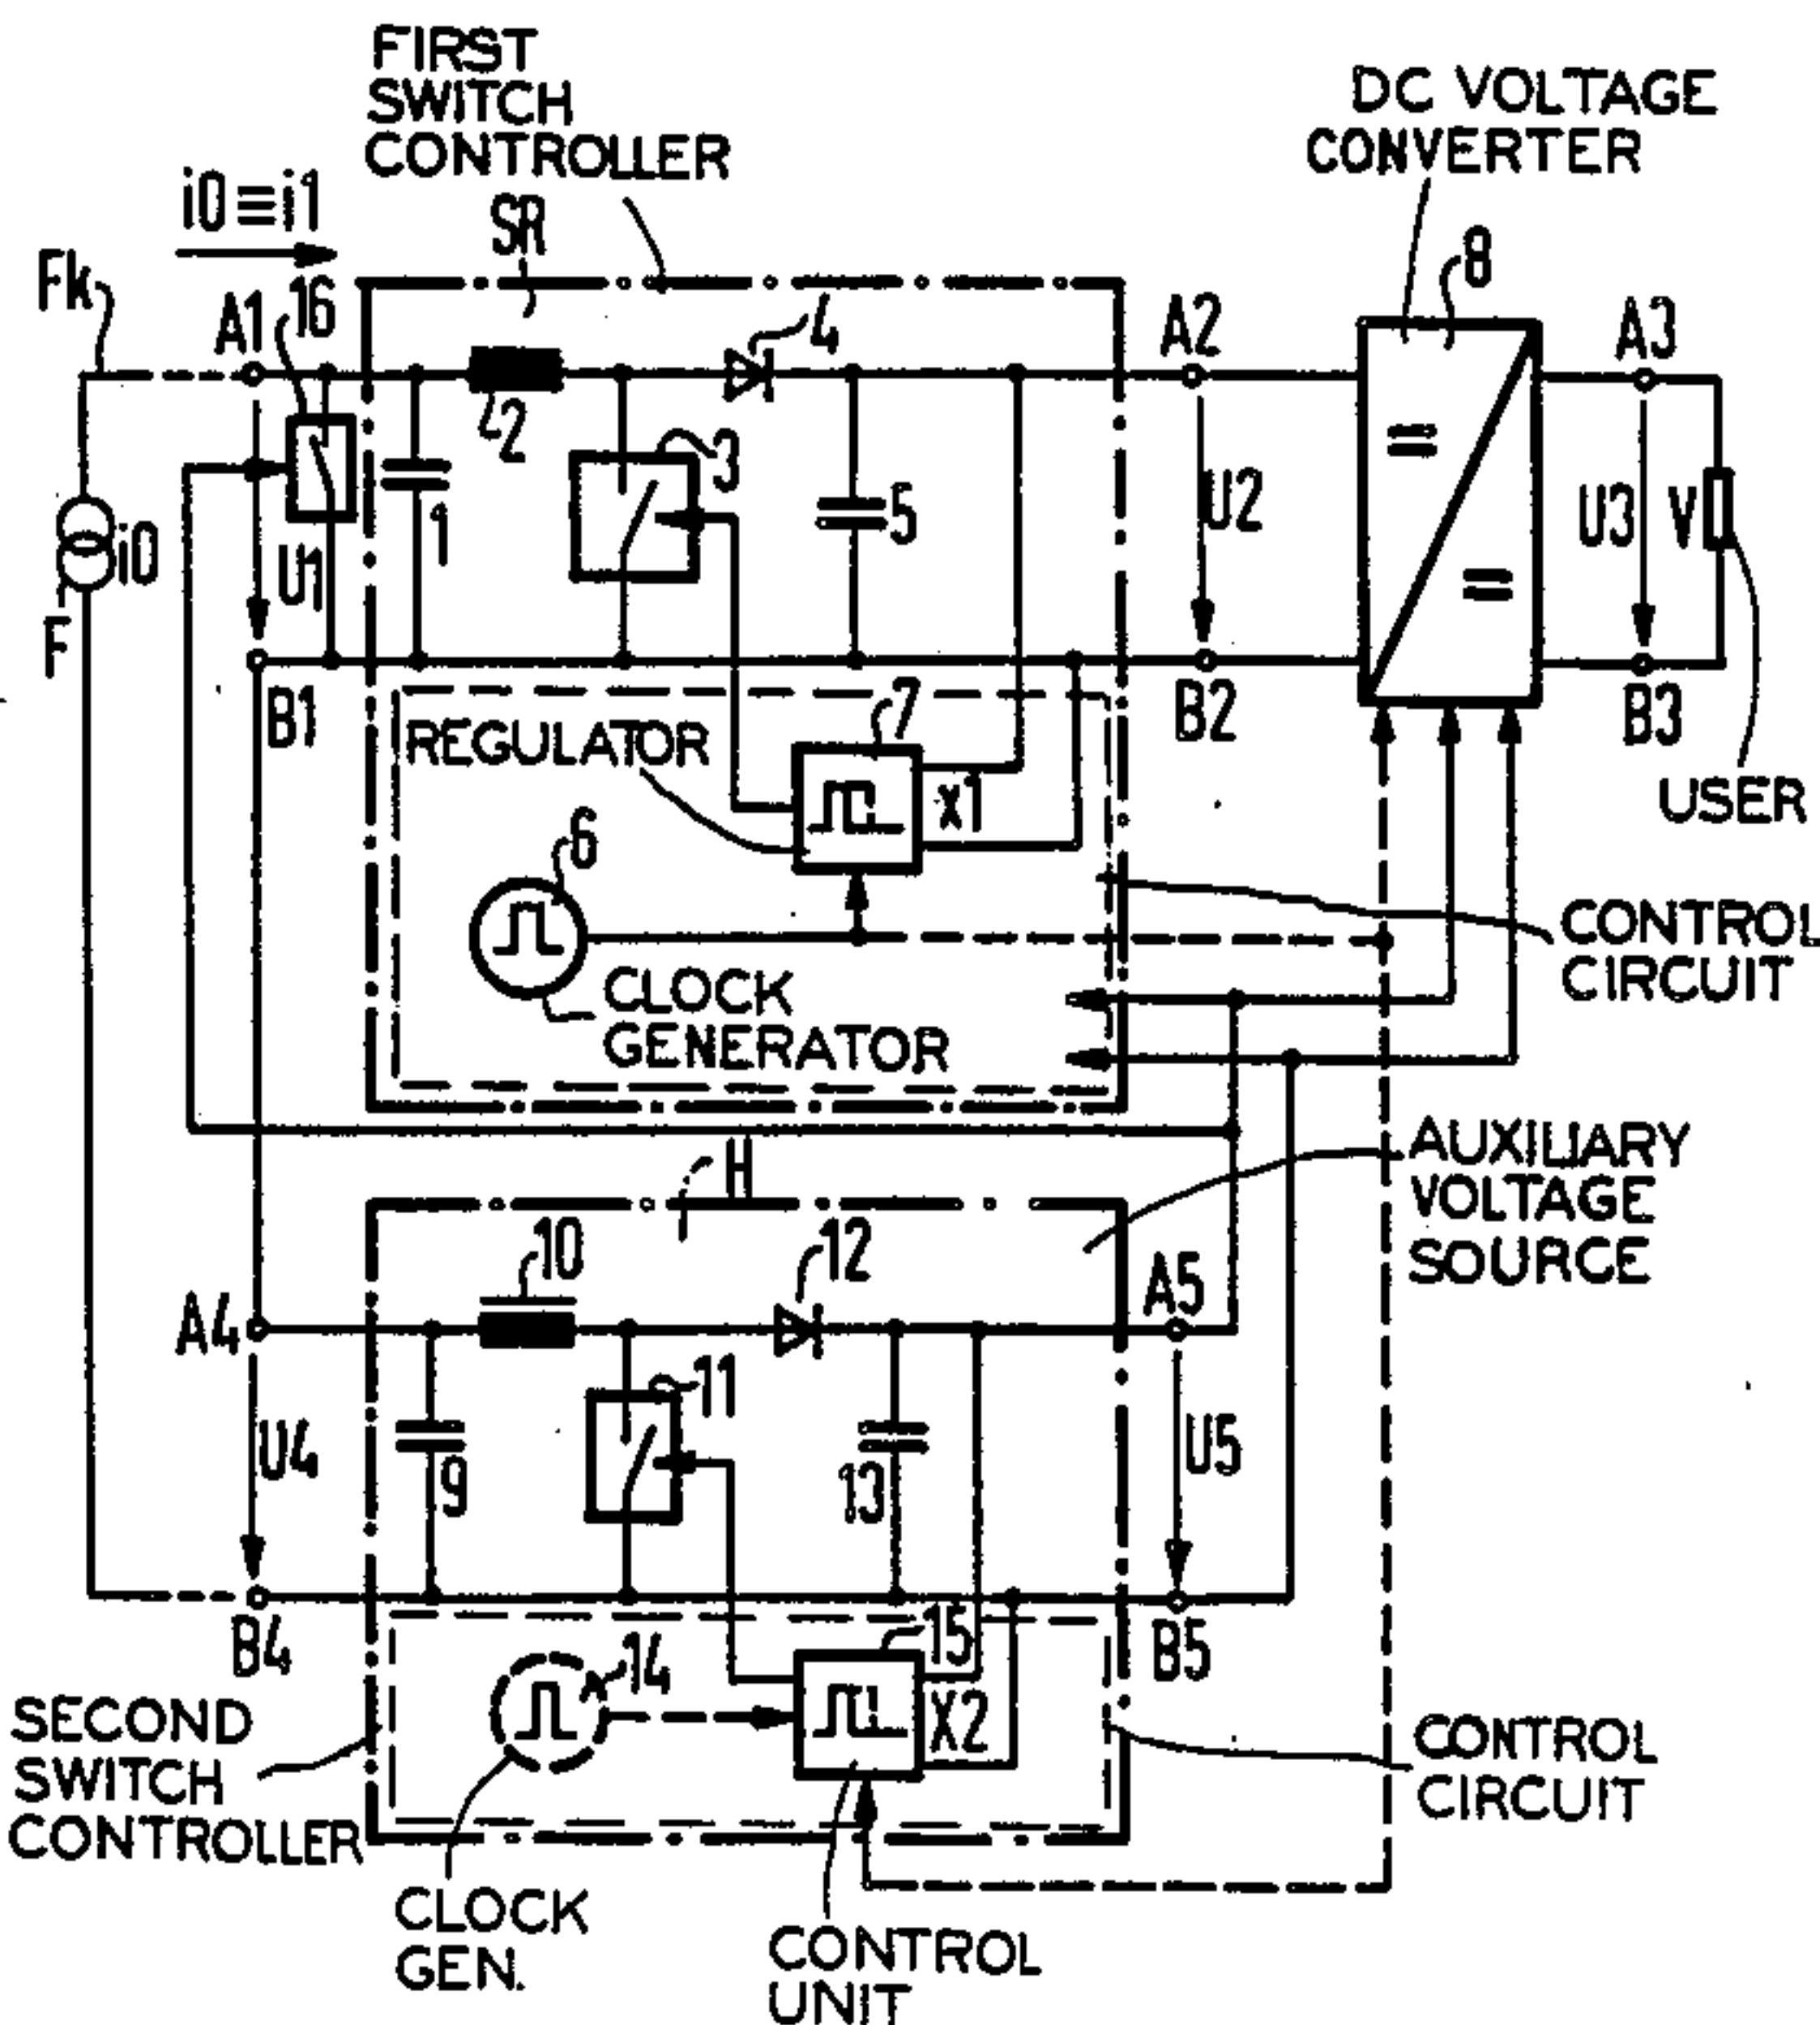 FIRST
SWITCH
CONTROLLER
DC VOLTAGE
CONVERTER
i0≡i1
SR
8
Fk
16
A1
4
A2
A3
2
3
1
5
U2
U3
V
i0
U1
F
B1
B2
B3
REGULATOR
7
X1
USER
6
CONTROL
CIRCUIT
CLOCK
GENERATOR
H
AUXILIARY
VOLTAGE
SOURCE
10
12
A5
A4
11
U4
9
13
U5
B4
14
15
B5
X2
SECOND
SWITCH
CONTROLLER
CONTROL
CIRCUIT
CLOCK
GEN.
CONTROL
UNIT